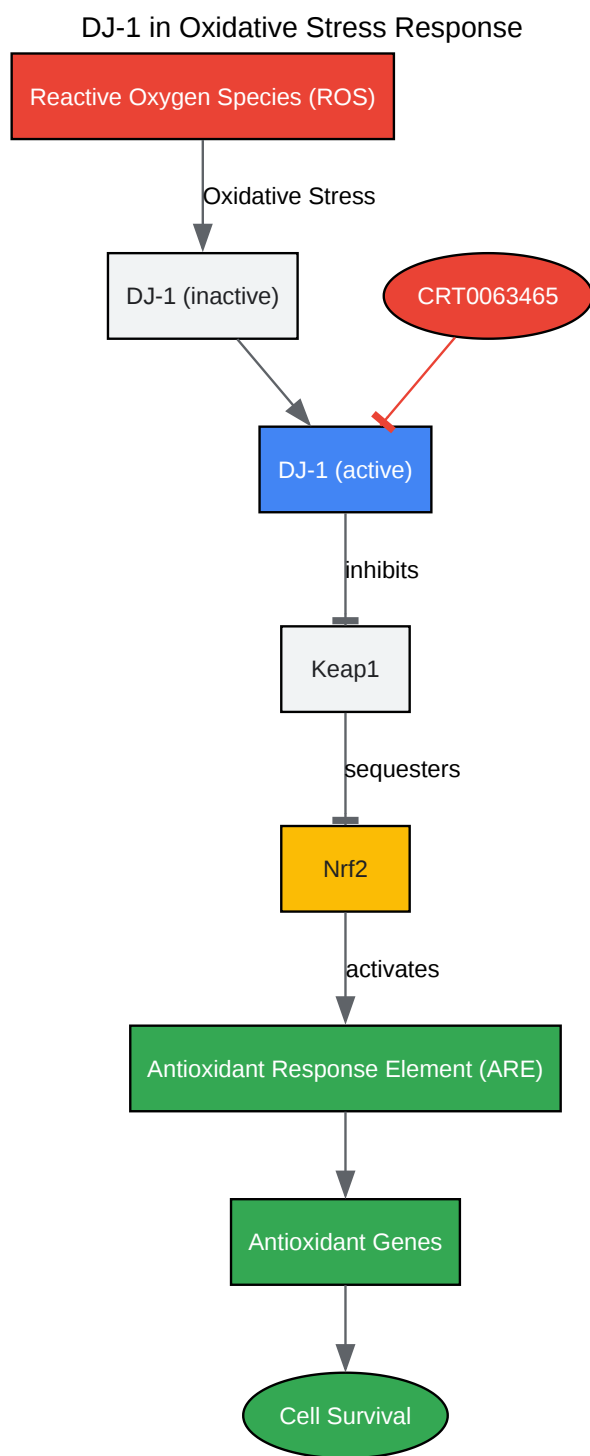 DJ-1 in Oxidative Stress Response
Reactive Oxygen Species (ROS)
Oxidative Stress
DJ-1 (inactive)
CRT0063465
DJ-1 (active)
inhibits
Keap1
sequesters
Nrf2
activates
Antioxidant Response Element (ARE)
Antioxidant Genes
Cell Survival